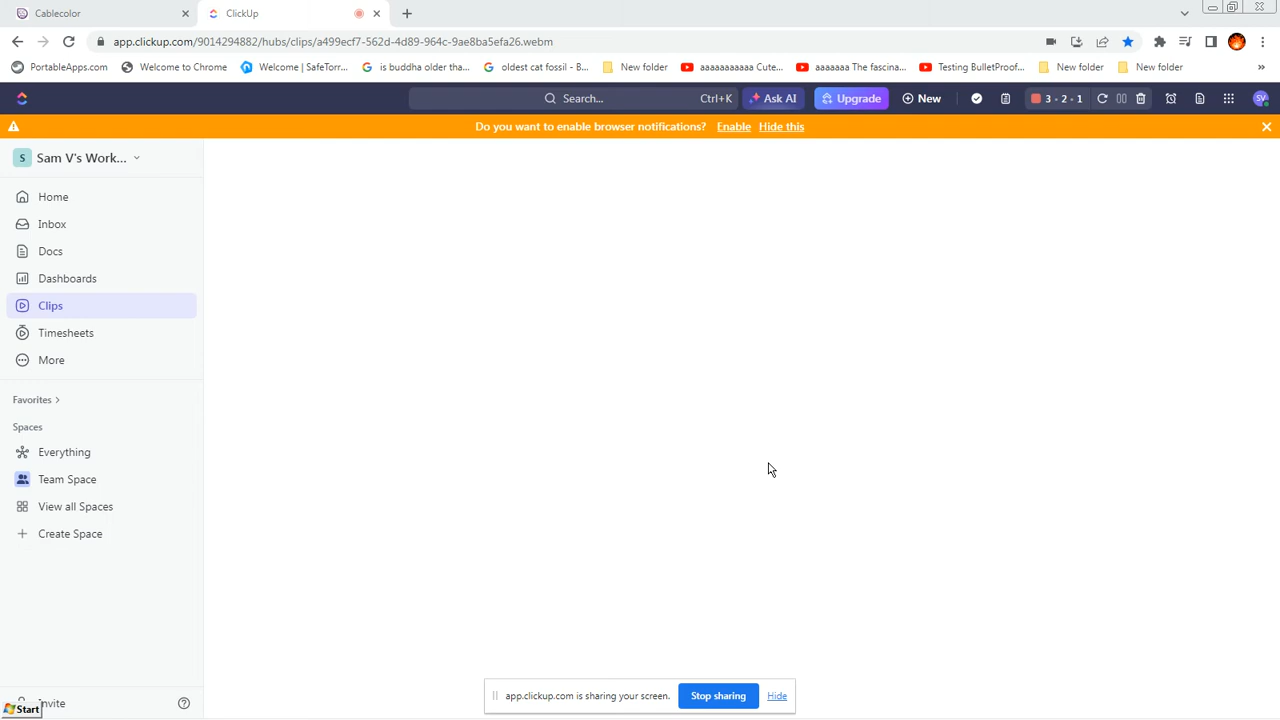 Cablecolor
ClickUp
app.clickup.com/9014294882/hubs/clips/a499ecf7-562d-4d89-964c-9ae8ba5efa26.webm
PortableApps.com
Welcome to Chrome
Welcome | SafeTorr...
is buddha older tha...
oldest cat fossil - B...
New folder
aaaaaaaaaaa Cute...
aaaaaaa The fascina...
Testing BulletProof...
New folder
New folder
»
Search...
Ctrl+K
Ask AI
Upgrade
New
3 - 2 - 1
SV
Do you want to enable browser notifications? Enable Hide this
S
Sam V's Work...
Home
Inbox
Docs
Dashboards
Clips
Timesheets
More
Favorites
Spaces
Everything
Team Space
View all Spaces
Create Space
app.clickup.com is sharing your screen.
Stop sharing
Hide
Start